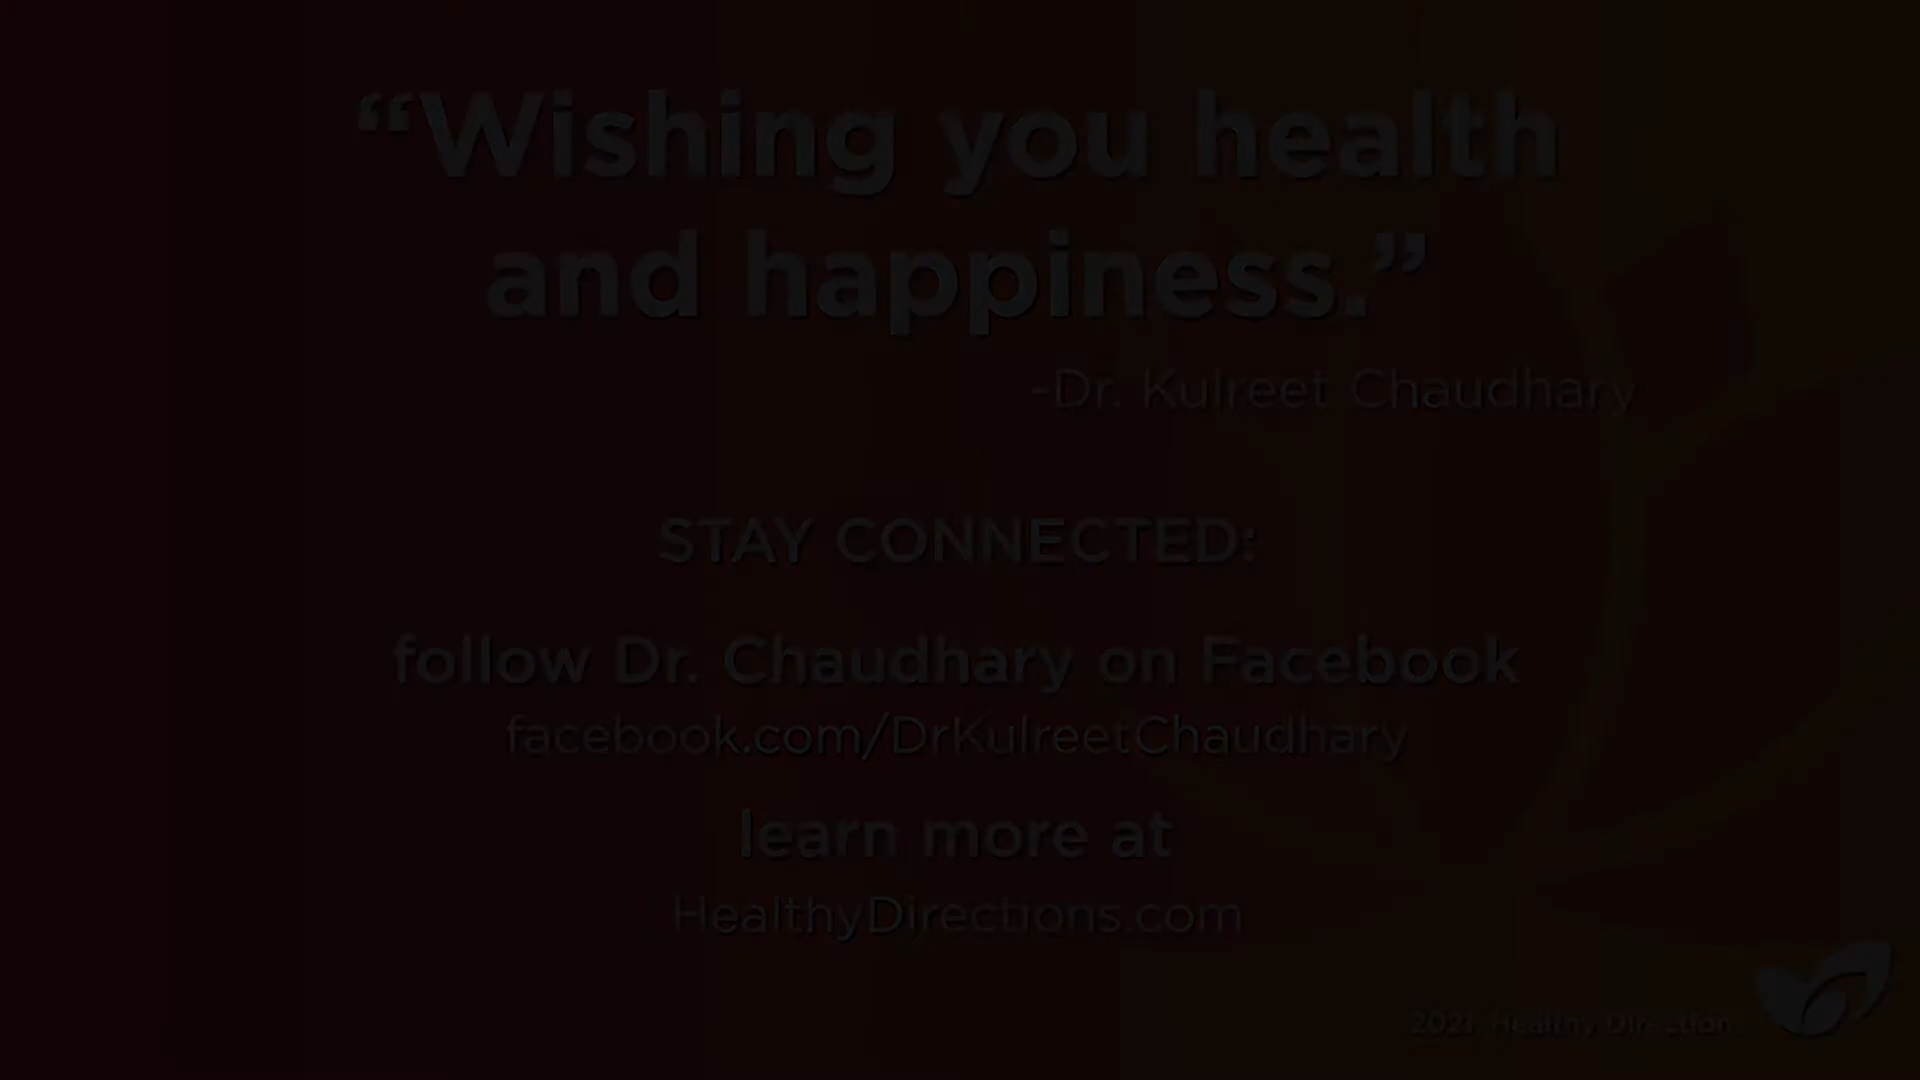 “Wishing you health
and happiness.”
-Dr. Kulreet Chaudhary
STAY CONNECTED:
follow Dr. Chaudhary on Facebook
facebook.com/DrKulreetChaudhary
learn more at
HealthyDirections.com
2021, Healthy Direction